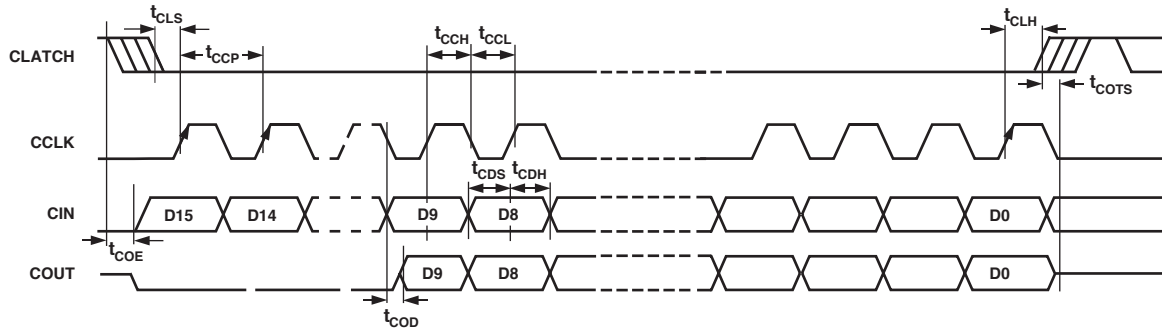 tCLS
tCLH
CLATCH
tCCP
tCCH
tCCL
tCOTS
CCLK
tCDS
tCDH
CIN
D15
D14
D9
D8
D0
tCOE
COUT
D9
D8
D0
tCOD